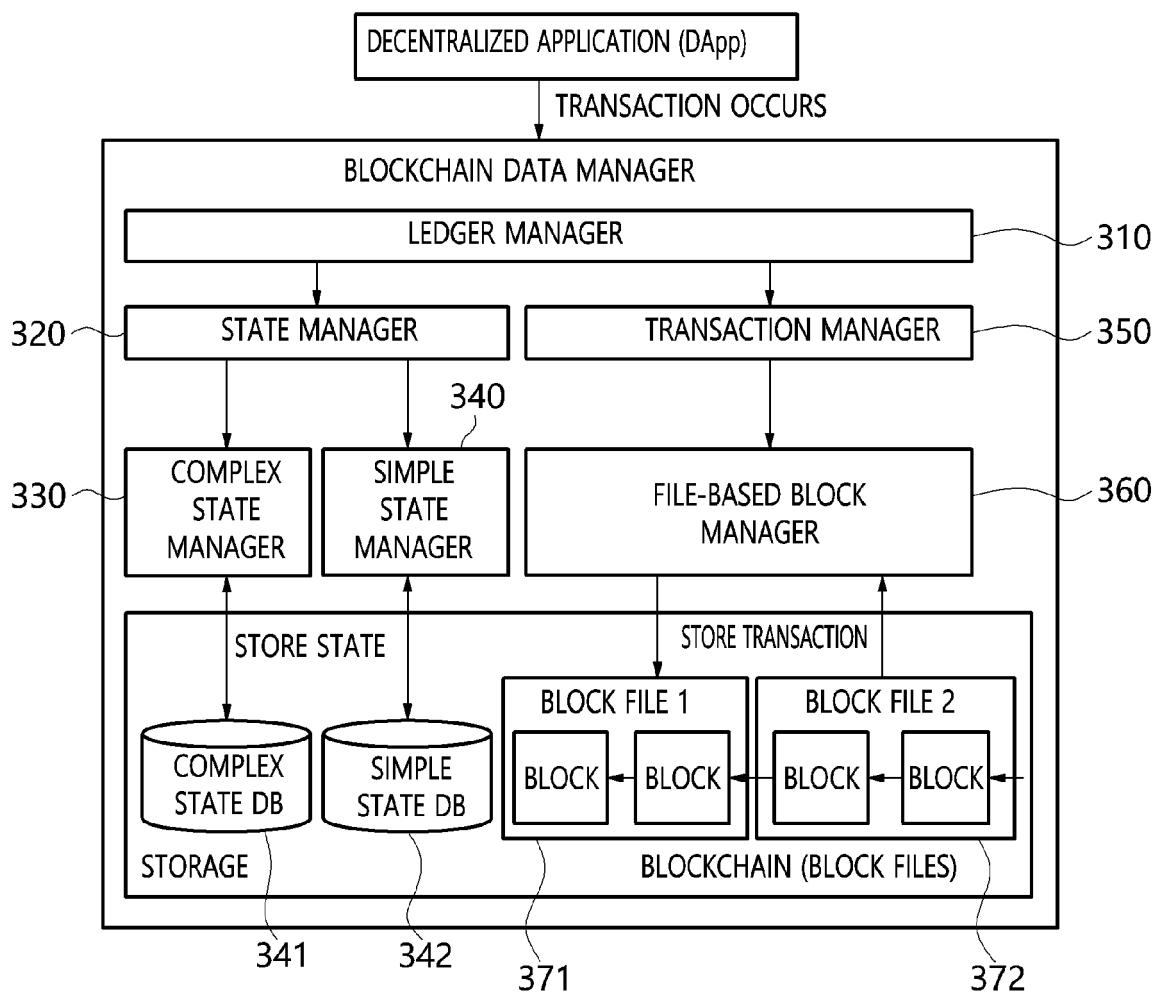 DECENTRALIZED APPLICATION (DApp)
TRANSACTION OCCURS
BLOCKCHAIN DATA MANAGER
LEDGER MANAGER
310
320
STATE MANAGER
TRANSACTION MANAGER
350
340
330
COMPLEX
STATE
MANAGER
SIMPLE
STATE
MANAGER
FILE-BASED BLOCK
MANAGER
360
STORE STATE
STORE TRANSACTION
COMPLEX
STATE DB
SIMPLE
STATE DB
BLOCK FILE 1
BLOCK
BLOCK
BLOCK FILE 2
BLOCK
BLOCK
STORAGE
BLOCKCHAIN (BLOCK FILES)
341
342
371
372